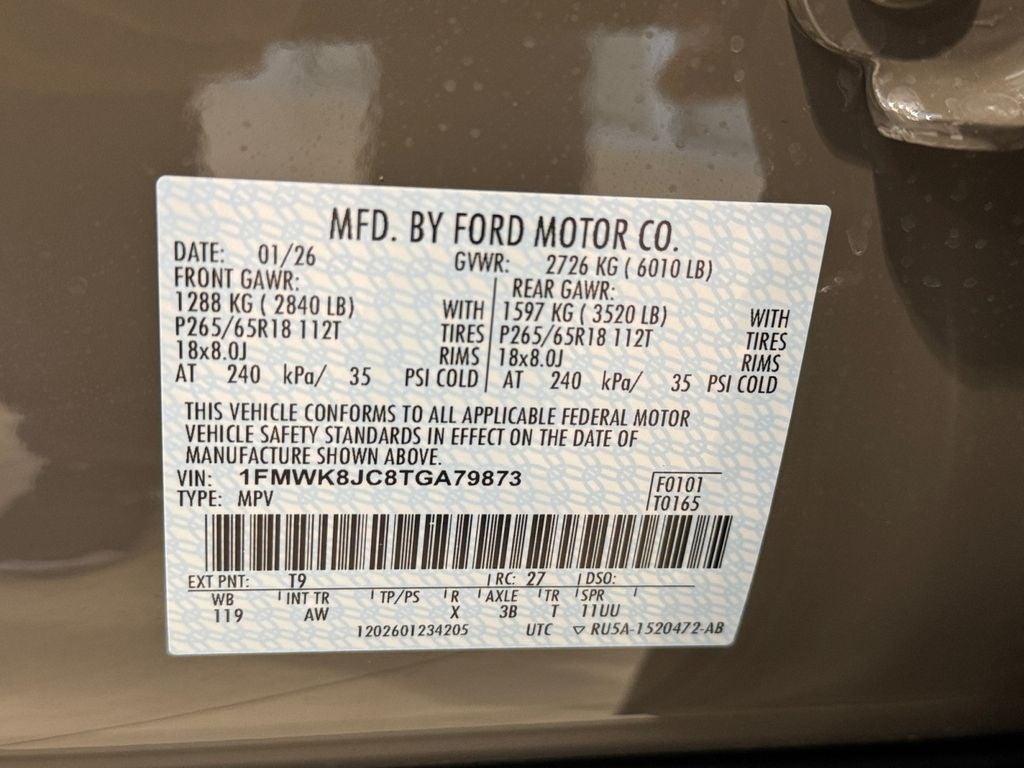 MFD. BY FORD MOTOR CO.
DATE: 01/26 GVWR: 2726 KG ( 6010 LB)
FRONT GAWR: REAR GAWR:
1288 KG ( 2840 LB) WITH 1597 KG ( 3520 LB) WITH
P265/65R18 112T TIRES P265/65R18 112T TIRES
18x8.0J RIMS 18x8.0J RIMS
AT 240 kPa/ 35 PSI COLD AT 240 kPa/ 35 PSI COLD
THIS VEHICLE CONFORMS TO ALL APPLICABLE FEDERAL MOTOR
VEHICLE SAFETY STANDARDS IN EFFECT ON THE DATE OF
MANUFACTURE SHOWN ABOVE.
VIN: 1FMWK8JC8TGA79873 F0101
TYPE: MPV T0165
EXT PNT: T9 RC: 27 DSO:
WB INT TR TP/PS R AXLE TR SPR
119 AW X 3B T 11UU
1202601234205 UTC ▽ RU5A-1520472-AB